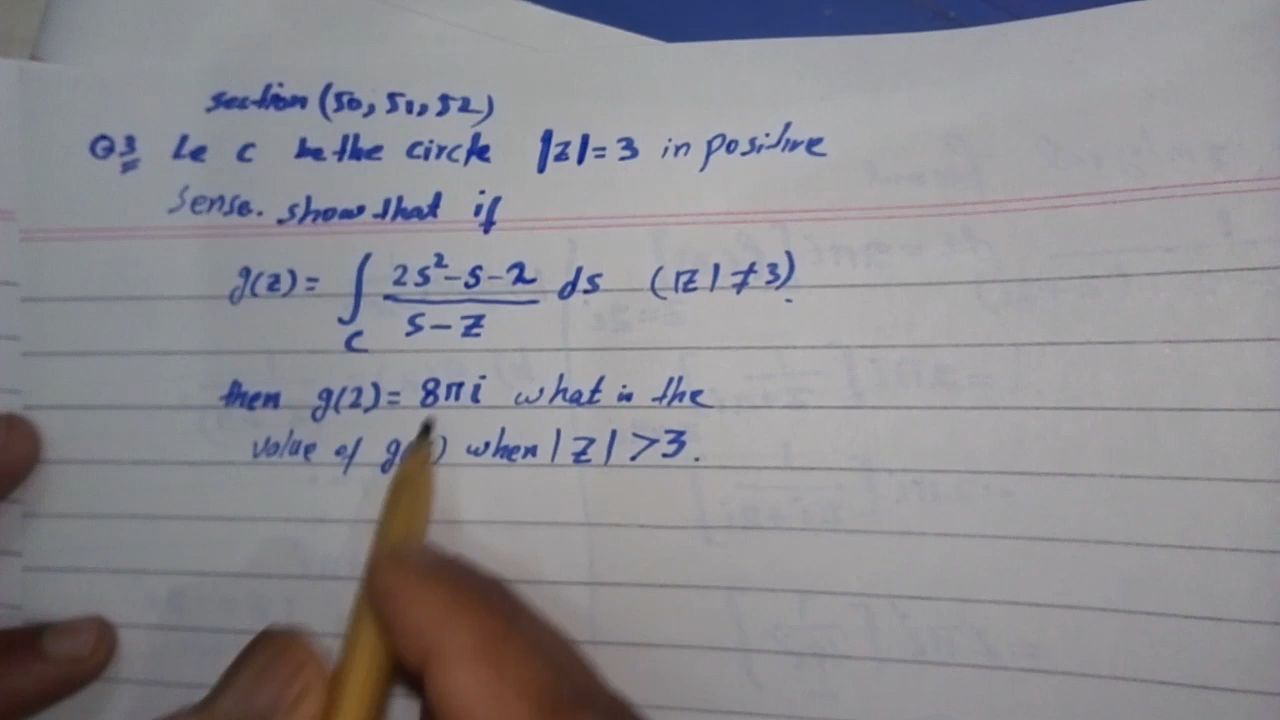 section (50, 51, 52)
Q3 Le C be the circle |z|=3 in positive
Sense. show that if
g(z) = ∫_C (2s²-s-2)/(s-z) ds (|z| ≠ 3).
then g(2) = 8πi what is the
value of when |z| >3.